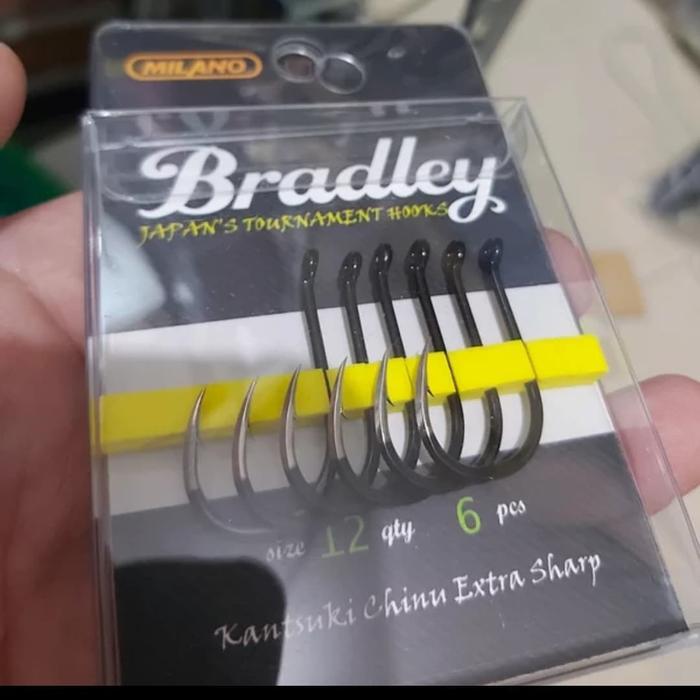 MILANO
Bradley
JAPAN'S TOURNAMENT HOOKS
size 12 qty 6 pcs
Kantsuki Chinu Extra Sharp